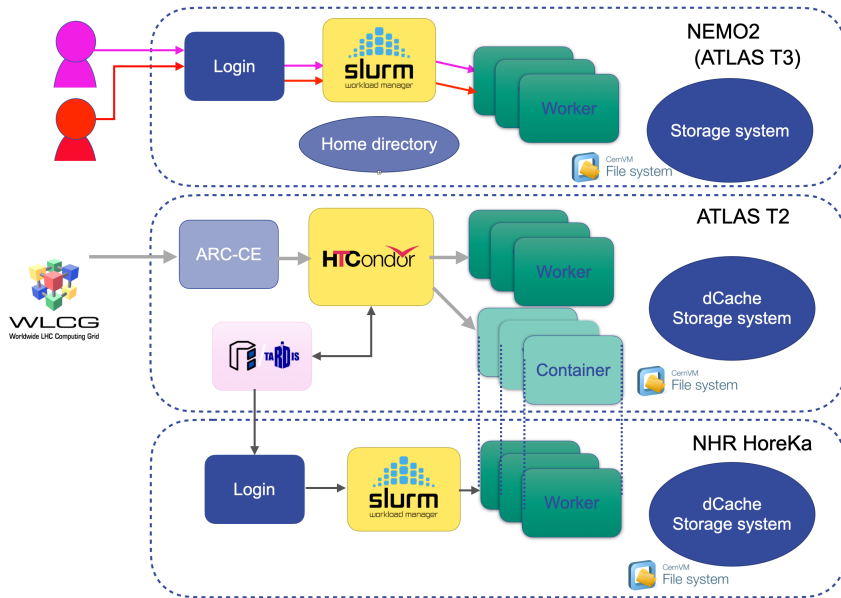 NEMO2
(ATLAS T3)
Login
slurm
workload manager
Worker
Storage system
Home directory
CernVM
File system
ATLAS T2
ARC-CE
HTCondor
Worker
dCache
Storage system
WLCG
Worldwide LHC Computing Grid
TARDIS
Container
CernVM
File system
NHR HoreKa
Login
slurm
workload manager
Worker
dCache
Storage system
CernVM
File system